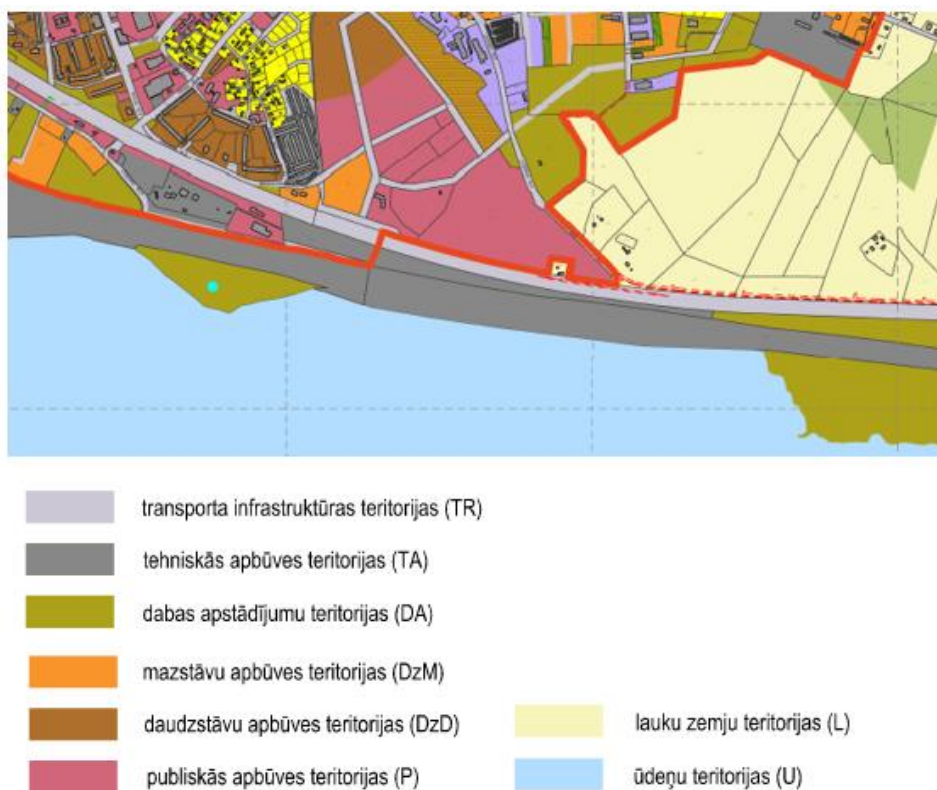 transporta infrastruktūras teritorijas (TR)
tehniskās apbūves teritorijas (TA)
dabas apstādījumu teritorijas (DA)
mazstāvu apbūves teritorijas (DzM)
daudzstāvu apbūves teritorijas (DzD)
lauku zemju teritorijas (L)
publiskās apbūves teritorijas (P)
ūdeņu teritorijas (U)